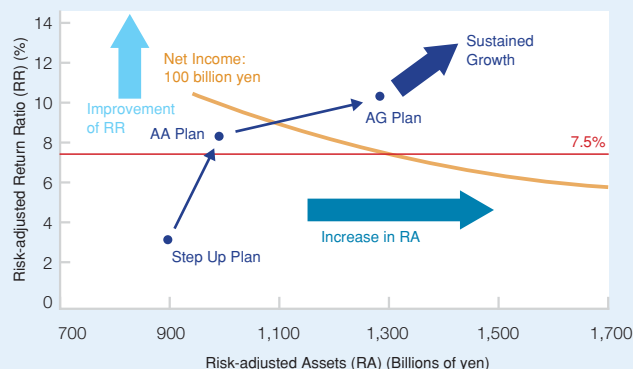 Risk-adjusted Return Ratio (RR) (%)
14
12
10
8
6
4
2
0
Improvement
of RR
Net Income:
100 billion yen
Sustained
Growth
AA Plan
AG Plan
7.5%
Increase in RA
Step Up Plan
700
900
1,100
1,300
1,500
1,700
Risk-adjusted Assets (RA) (Billions of yen)